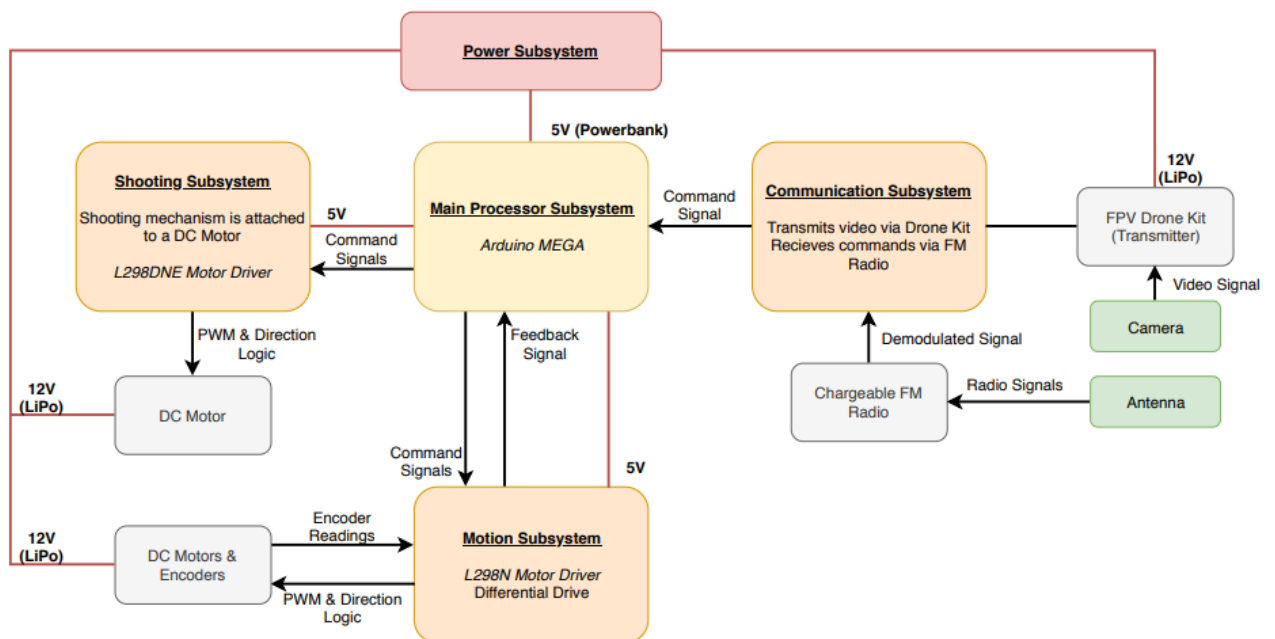 Power Subsystem
5V (Powerbank)
12V
(LiPo)
Shooting Subsystem
Shooting mechanism is attached
to a DC Motor
L298DNE Motor Driver
5V
Command
Signals
Main Processor Subsystem
Arduino MEGA
Command
Signal
Communication Subsystem
Transmits video via Drone Kit
Recieves commands via FM
Radio
FPV Drone Kit
(Transmitter)
Video Signal
Camera
PWM & Direction
Logic
Feedback
Signal
Demodulated Signal
Chargeable FM
Radio
Radio Signals
Antenna
12V
(LiPo)
DC Motor
Command
Signals
5V
12V
(LiPo)
DC Motors &
Encoders
Encoder
Readings
PWM & Direction
Logic
Motion Subsystem
L298N Motor Driver
Differential Drive